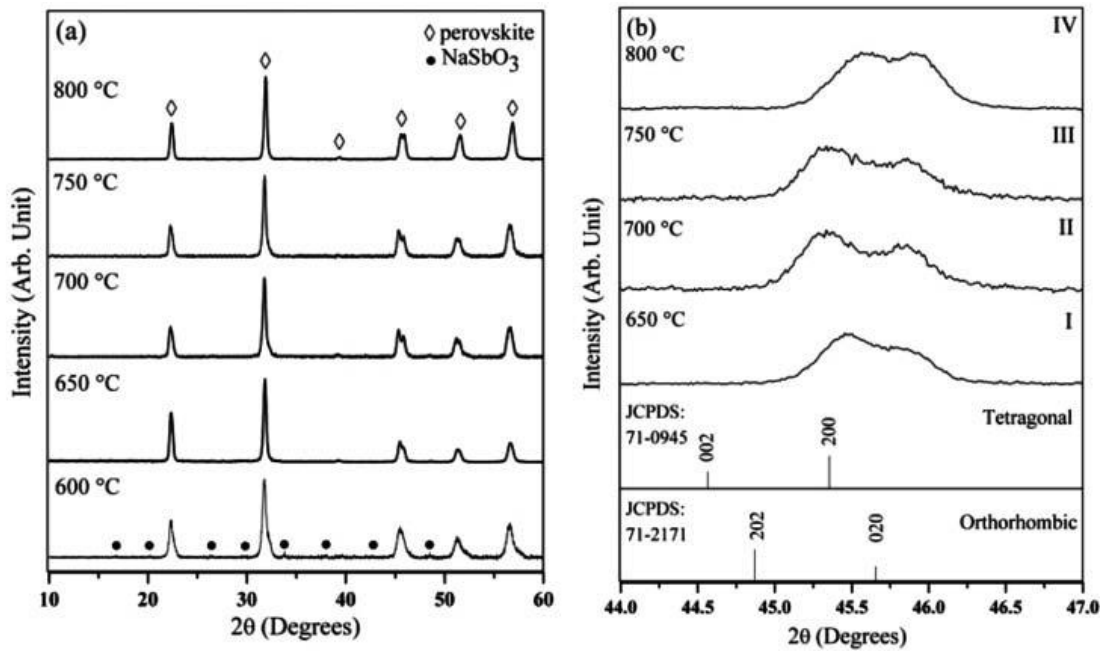 (a)
◊ perovskite
● NaSbO₃
800 °C
750 °C
700 °C
650 °C
600 °C
Intensity (Arb. Unit)
10 20 30 40 50 60
2θ (Degrees)
(b)
IV
800 °C
III
750 °C
II
700 °C
I
650 °C
JCPDS:
71-0945
002
200
Tetragonal
JCPDS:
71-2171
202
020
Orthorhombic
Intensity (Arb. Unit)
44.0 45.0 45.5 46.0 46.5 47.0
2θ (Degrees)